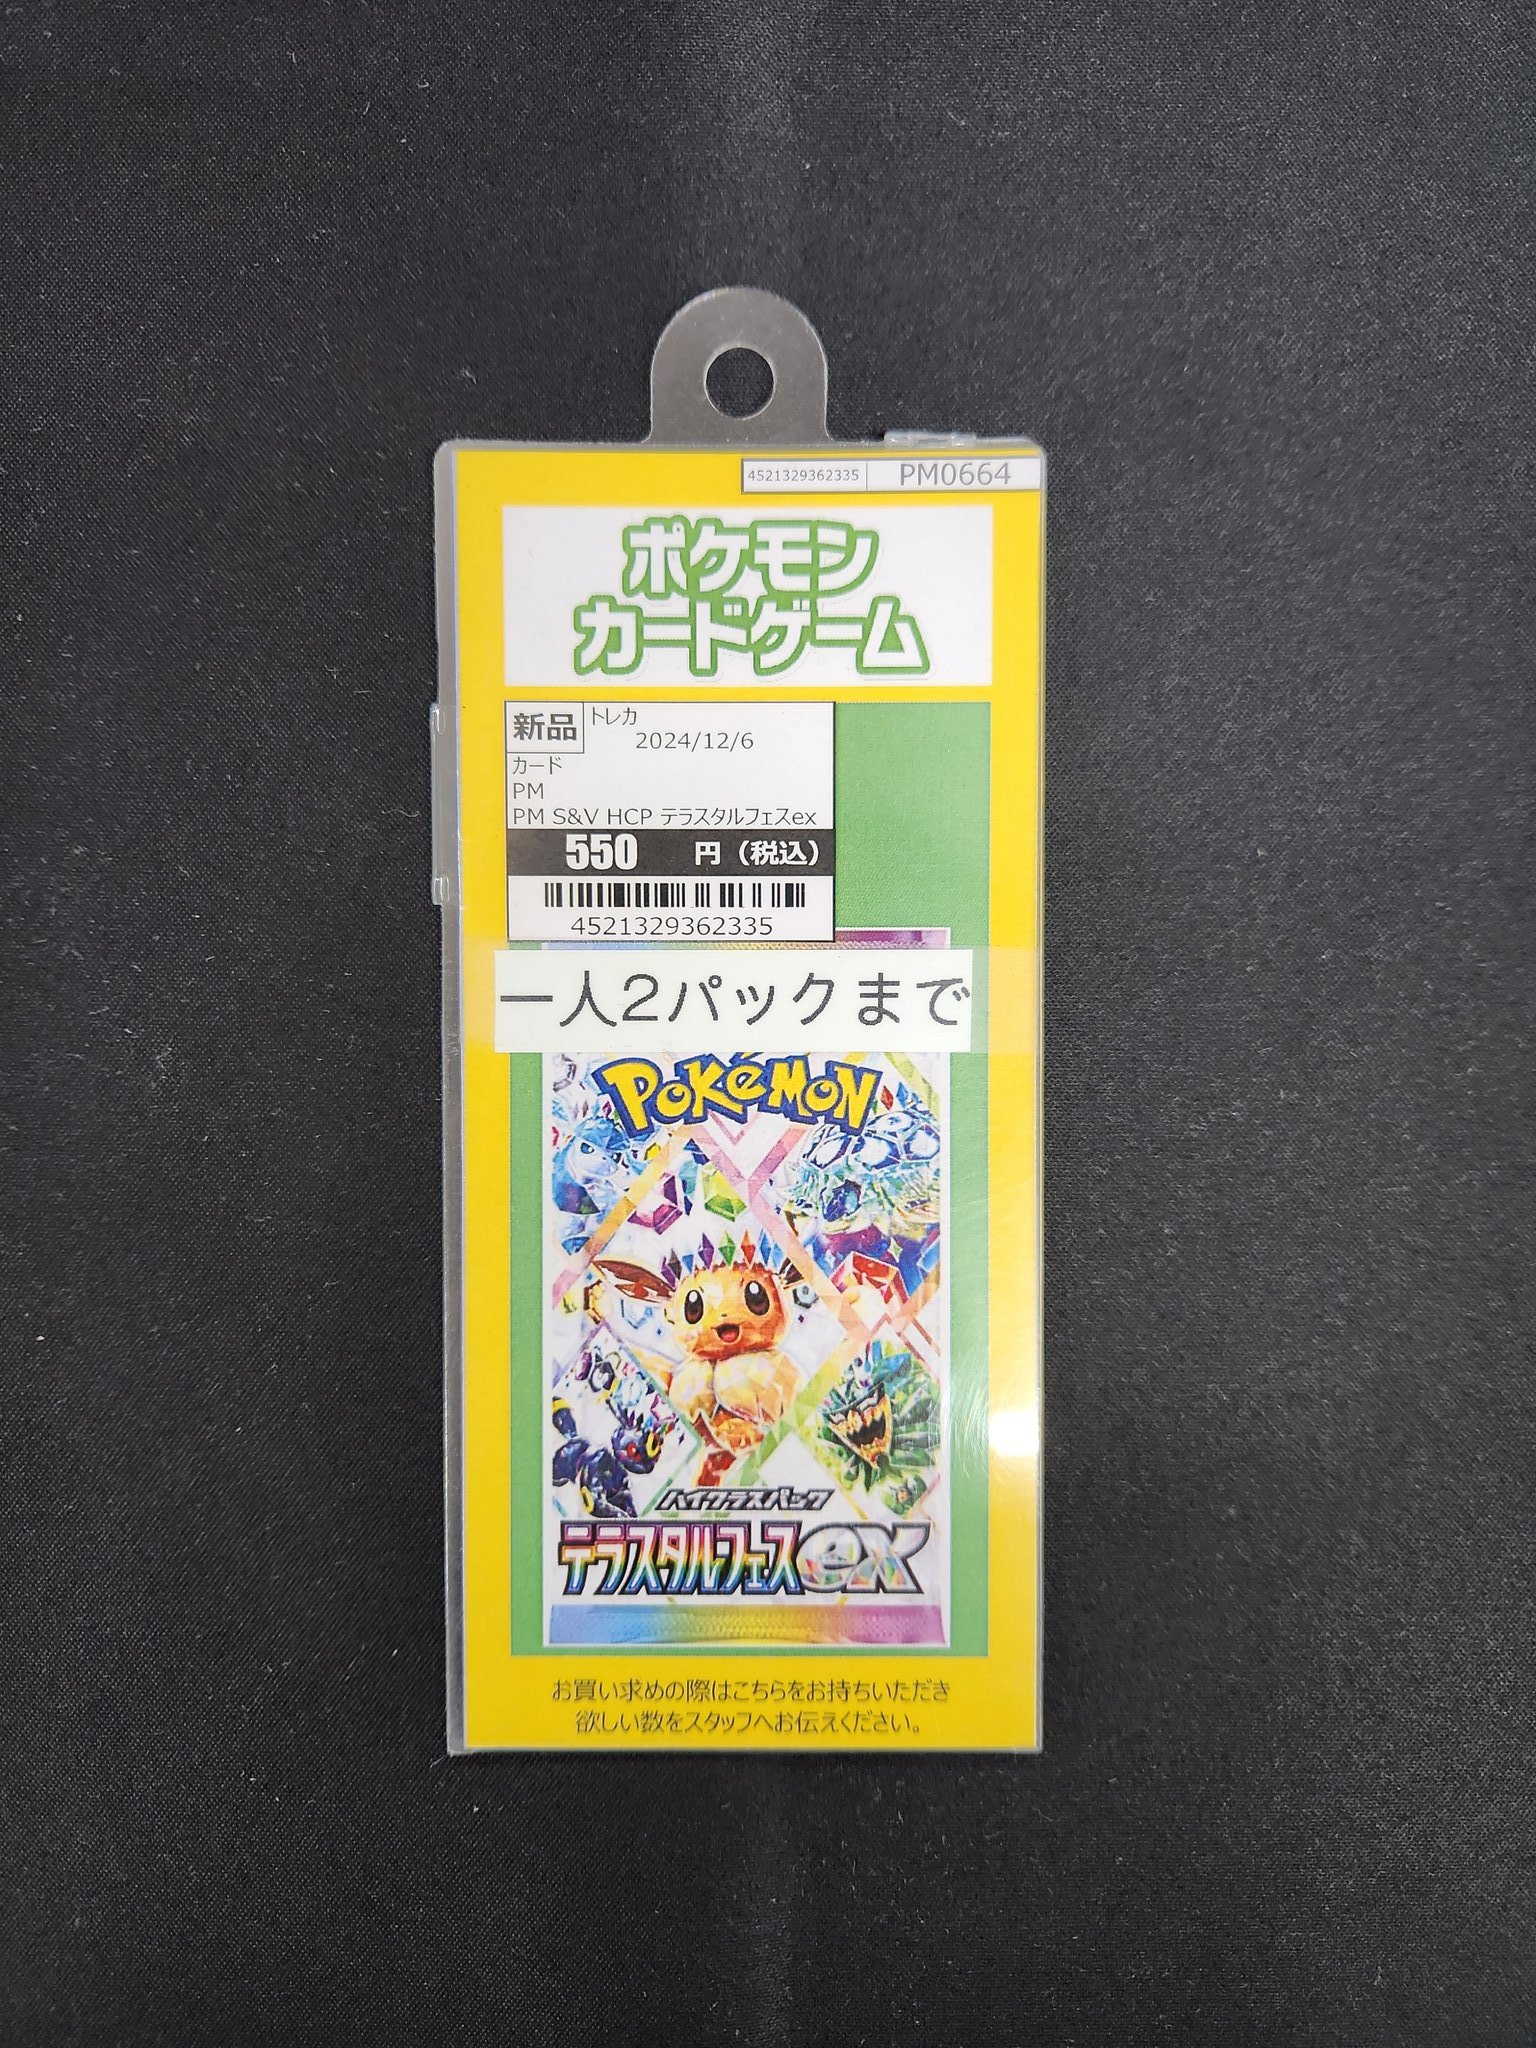 4521329362335 PM0664
ポケモン
カードゲーム
新品 トレカ
2024/12/6
カード
PM
PM S&V HCP テラスタルフェスex
550 円（税込）
4521329362335
一人2パックまで
POKéMON
ハイクラスパック
テラスタルフェスex
お買い求めの際はこちらをお持ちいただき
欲しい数をスタッフへお伝えください。